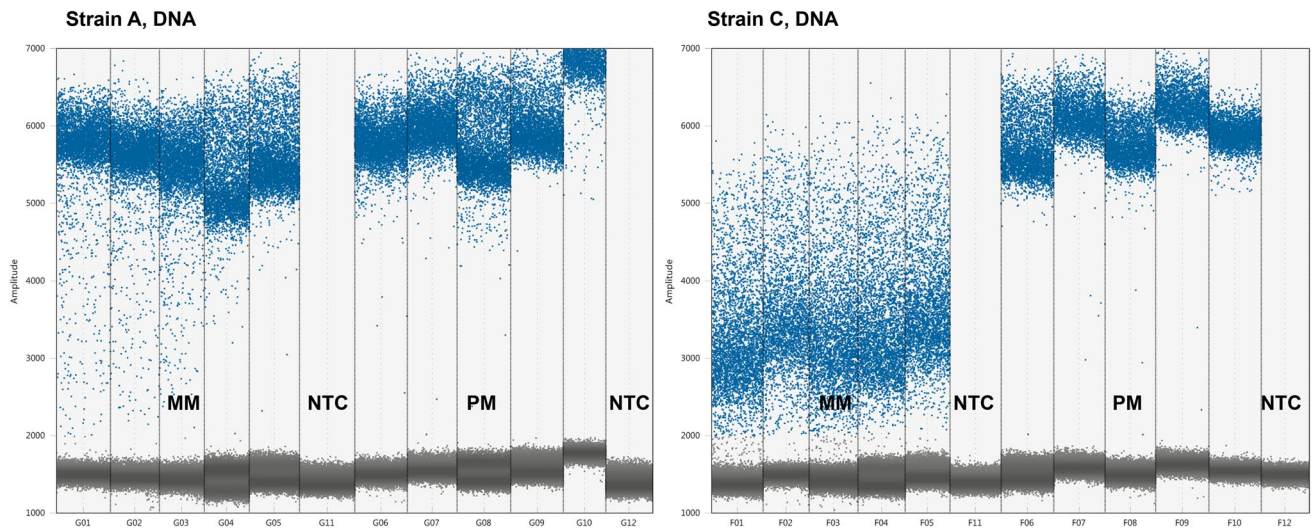 Strain A, DNA
7000
6000
5000
4000
3000
2000
1000
Amplitude
MM
NTC
PM
NTC
G01 G02 G03 G04 G05 G11 G06 G07 G08 G09 G10 G12
Strain C, DNA
7000
6000
5000
4000
3000
2000
1000
Amplitude
MM
NTC
PM
NTC
F01 F02 F03 F04 F05 F11 F06 F07 F08 F09 F10 F12